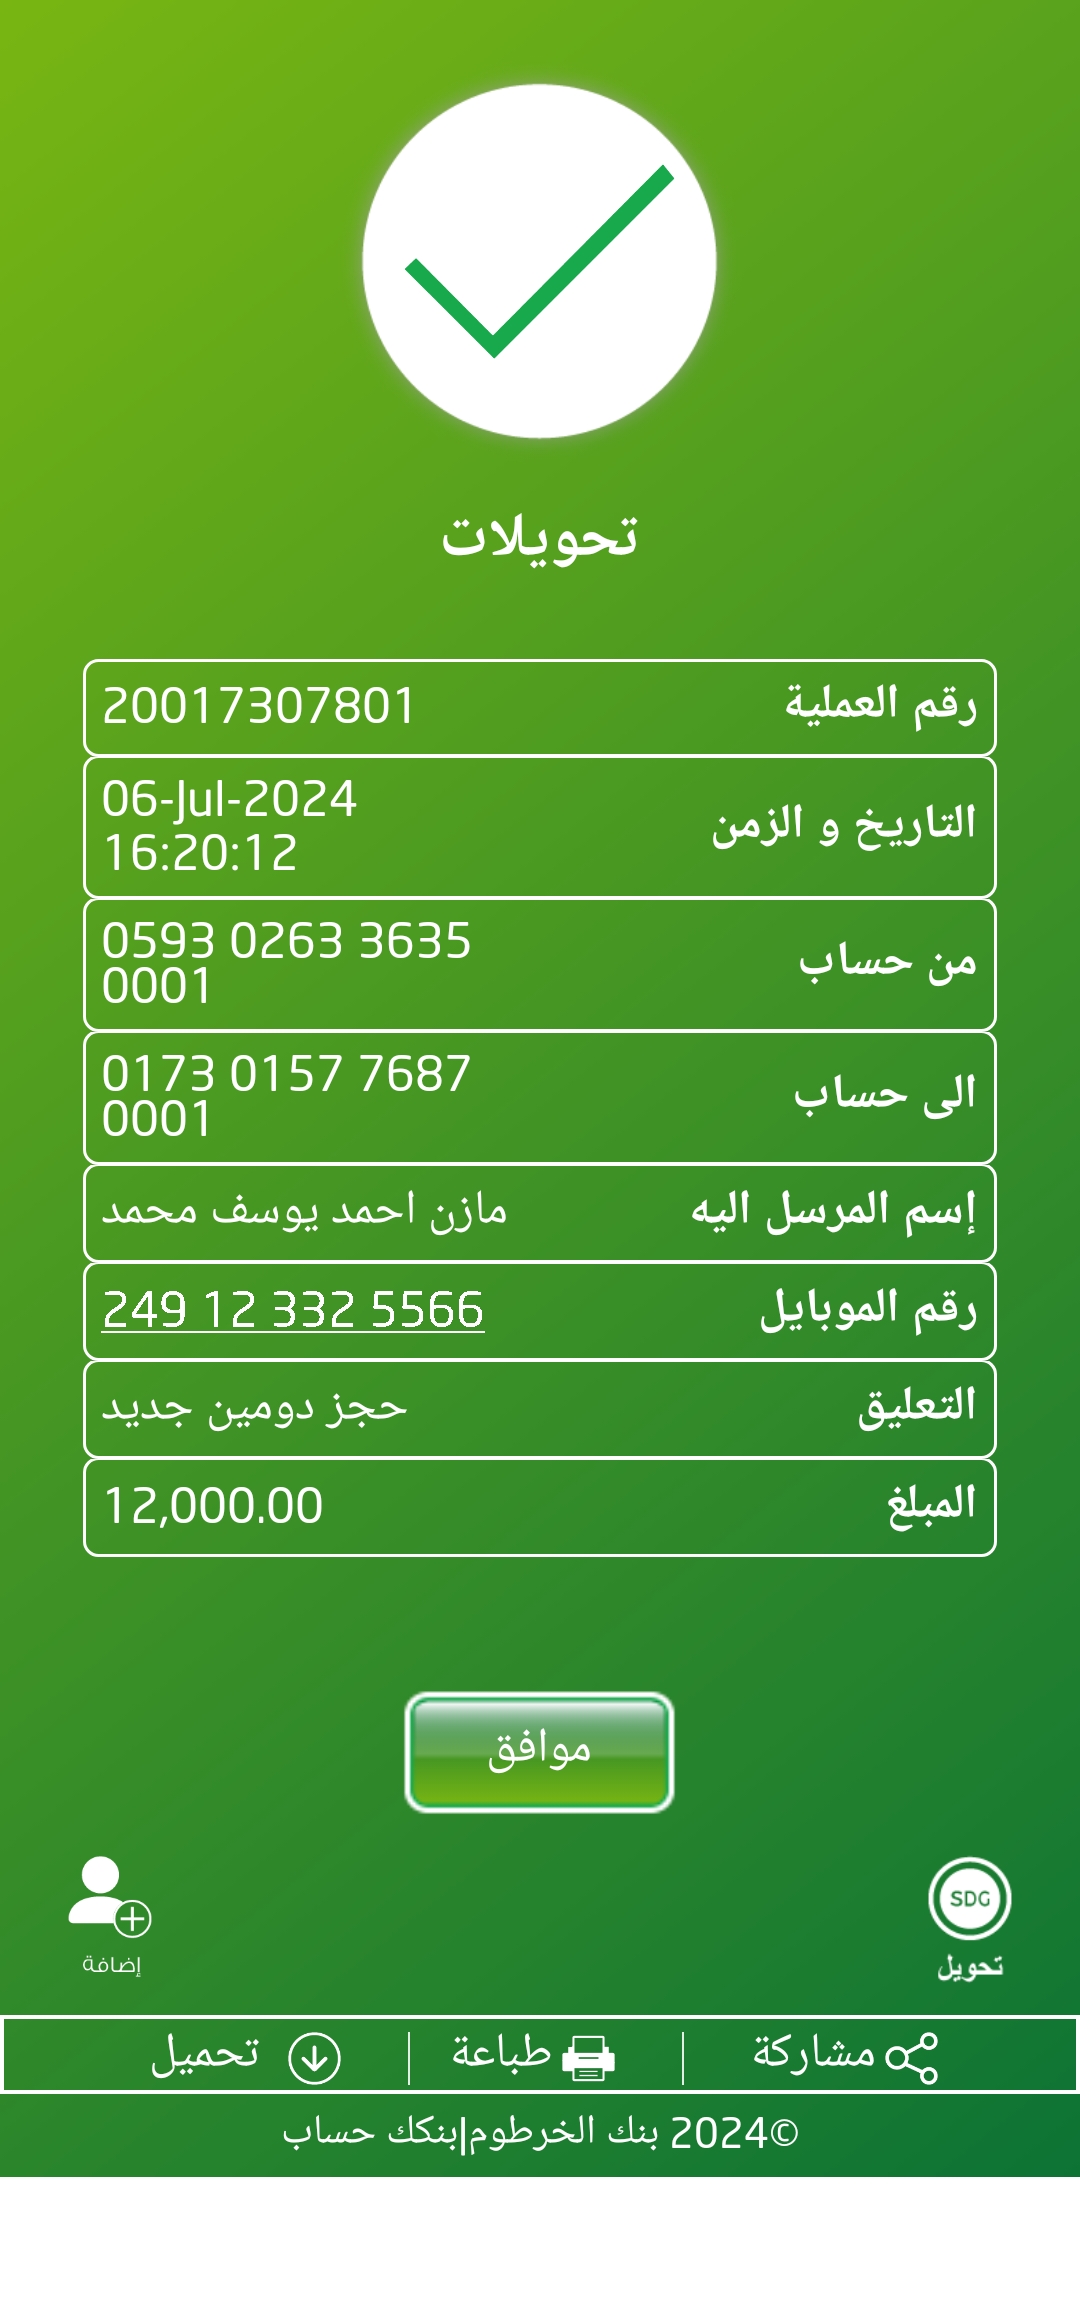 تحويلات
رقم العملية 20017307801
التاريخ و الزمن 06-Jul-2024
16:20:12
من حساب 0593 0263 3635
0001
الى حساب 0173 0157 7687
0001
إسم المرسل اليه مازن احمد يوسف محمد
رقم الموبايل 249 12 332 5566
التعليق حجز دومين جديد
المبلغ 12,000.00
موافق
SDG
تحويل
إضافة
مشاركة طباعة تحميل
©2024 بنك الخرطوم|بنكك حساب